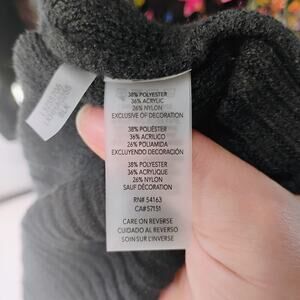 38% POLYESTER
36% ACRYLIC
26% NYLON
EXCLUSIVE OF DECORATION
38% POLIÉSTER
36% ACRILICO
26% POLIAMIDA
EXCLUYENDO DECORACIÓN
38% POLYESTER
36% ACRYLIQUE
26% NYLON
SAUF DÉCORATION
RN# 54163
CA# 57151
CARE ON REVERSE
CUIDADO AL REVERSO
SOIN SUR L'INVERSE